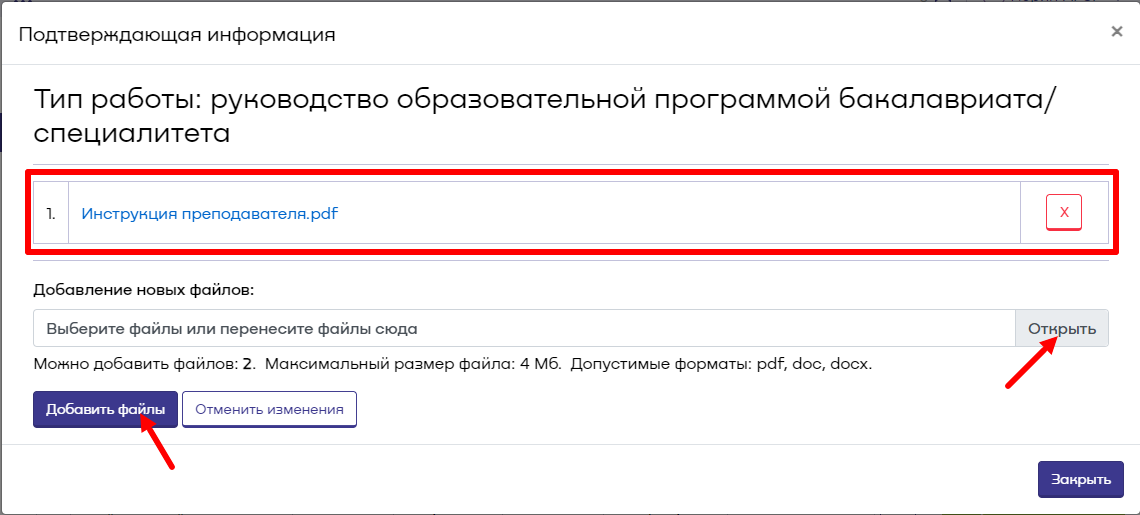 Подтверждающая информация
×
Тип работы: руководство образовательной программой бакалавриата/
специалитета
1. Инструкция преподавателя.pdf X
Добавление новых файлов:
Выберите файлы или перенесите файлы сюда Открыть
Можно добавить файлов: 2. Максимальный размер файла: 4 Мб. Допустимые форматы: pdf, doc, docx.
Добавить файлы Отменить изменения
Закрыть